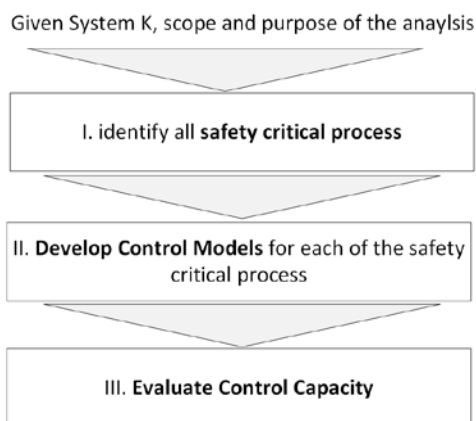 Given System K, scope and purpose of the anaylsis
I. identify all safety critical process
II. Develop Control Models for each of the safety
critical process
III. Evaluate Control Capacity